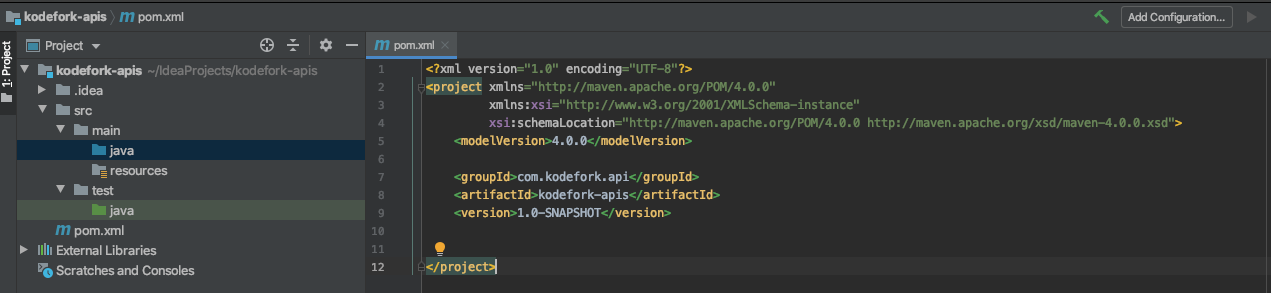 kodefork-apis pom.xml
Add Configuration...
1: Project
Project
pom.xml
kodefork-apis ~/IdeaProjects/kodefork-apis
.idea
src
main
java
resources
test
java
pom.xml
External Libraries
Scratches and Consoles
1 <?xml version="1.0" encoding="UTF-8"?>
2 <project xmlns="http://maven.apache.org/POM/4.0.0"
3 xmlns:xsi="http://www.w3.org/2001/XMLSchema-instance"
4 xsi:schemaLocation="http://maven.apache.org/POM/4.0.0 http://maven.apache.org/xsd/maven-4.0.0.xsd">
5 <modelVersion>4.0.0</modelVersion>
6
7 <groupId>com.kodefork.api</groupId>
8 <artifactId>kodefork-apis</artifactId>
9 <version>1.0-SNAPSHOT</version>
10
11
12 </project>